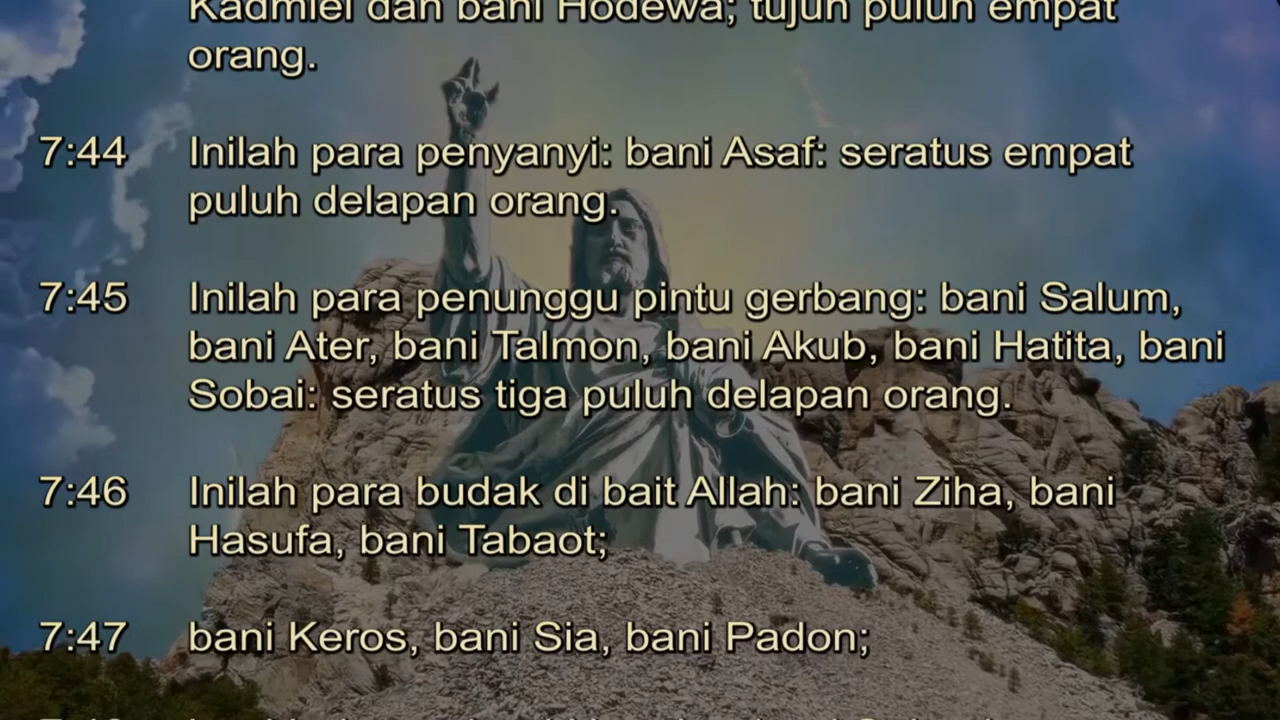 Kadmiel dan bani Hodewa; tujuh puluh empat
orang.
7:44 Inilah para penyanyi: bani Asaf: seratus empat
puluh delapan orang.
7:45 Inilah para penunggu pintu gerbang: bani Salum,
bani Ater, bani Talmon, bani Akub, bani Hatita, bani
Sobai: seratus tiga puluh delapan orang.
7:46 Inilah para budak di bait Allah: bani Ziha, bani
Hasufa, bani Tabaot;
7:47 bani Keros, bani Sia, bani Padon;